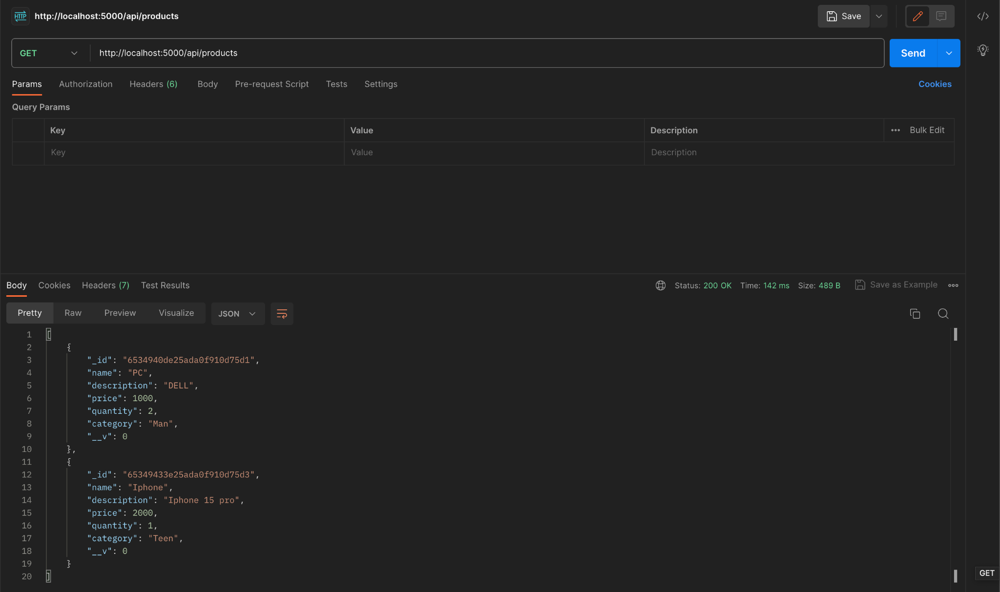 HTTP http://localhost:5000/api/products Save
GET http://localhost:5000/api/products Send
Params Authorization Headers (6) Body Pre-request Script Tests Settings Cookies
Query Params
Key Value Description Bulk Edit
Key Value Description
Body Cookies Headers (7) Test Results Status: 200 OK Time: 142 ms Size: 489 B Save as Example
Pretty Raw Preview Visualize JSON
1 [
2 {
3 "_id": "6534940de25ada0f910d75d1",
4 "name": "PC",
5 "description": "DELL",
6 "price": 1000,
7 "quantity": 2,
8 "category": "Man",
9 "__v": 0
10 },
11 {
12 "_id": "65349433e25ada0f910d75d3",
13 "name": "Iphone",
14 "description": "Iphone 15 pro",
15 "price": 2000,
16 "quantity": 1,
17 "category": "Teen",
18 "__v": 0
19 }
20 ]
GET